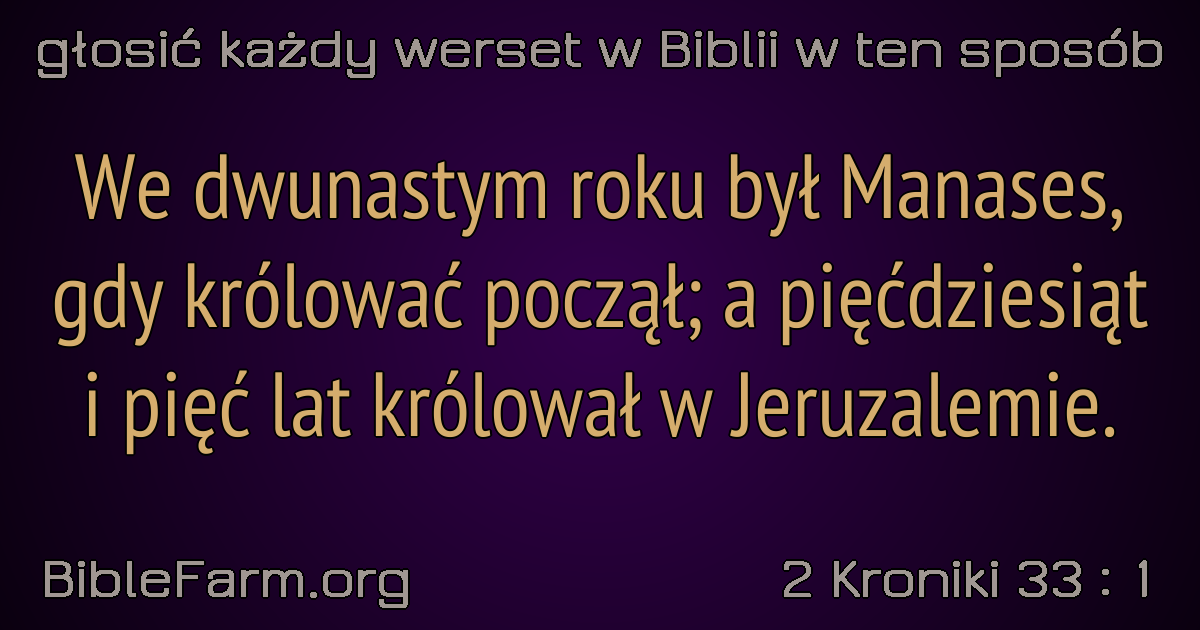 głosić każdy werset w Biblii w ten sposób
We dwunastym roku był Manases,
gdy królować począł; a pięćdziesiąt
i pięć lat królował w Jeruzalemie.
BibleFarm.org
2 Kroniki 33 : 1